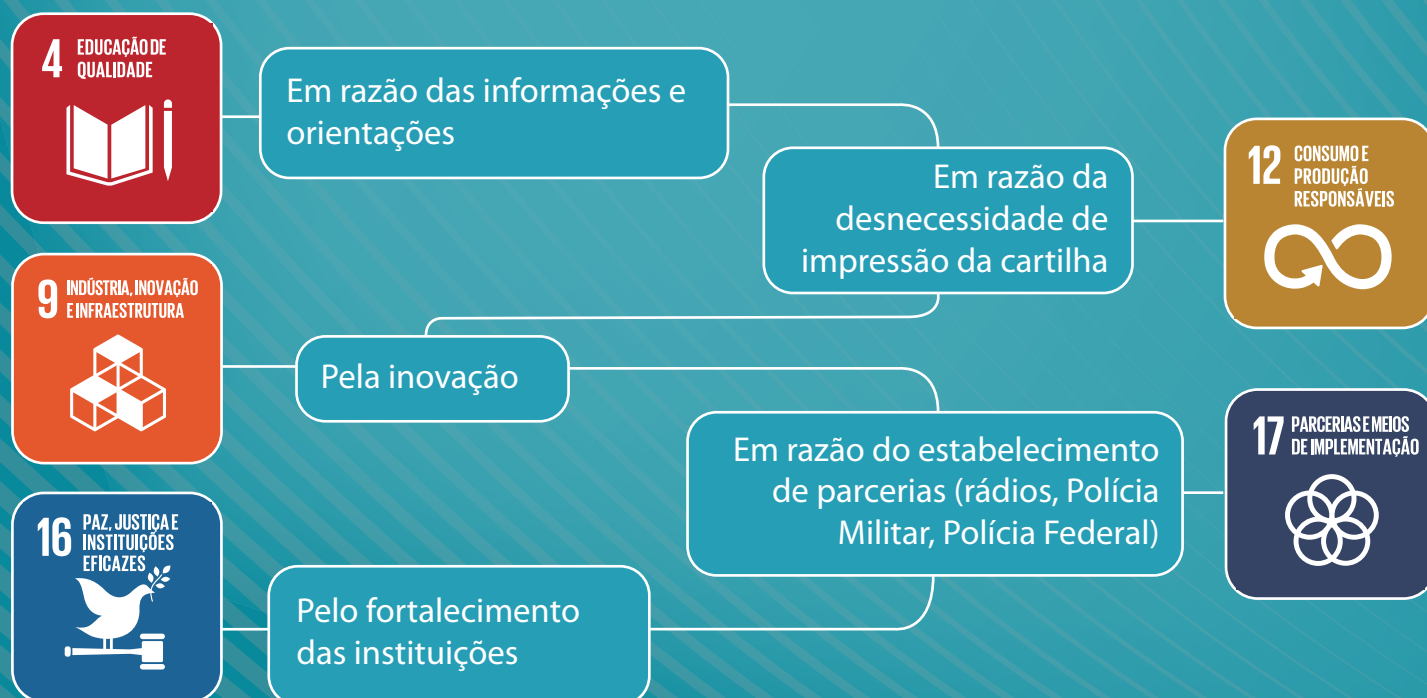 4 EDUCAÇÃO DE
QUALIDADE
Em razão das informações e
orientações
12 CONSUMO E
PRODUÇÃO
RESPONSÁVEIS
Em razão da
desnecessidade de
impressão da cartilha
9 INDÚSTRIA, INOVAÇÃO
E INFRAESTRUTURA
Pela inovação
17 PARCERIAS E MEIOS
DE IMPLEMENTAÇÃO
Em razão do estabelecimento
de parcerias (rádios, Polícia
Militar, Polícia Federal)
16 PAZ, JUSTIÇA E
INSTITUIÇÕES
EFICAZES
Pelo fortalecimento
das instituições